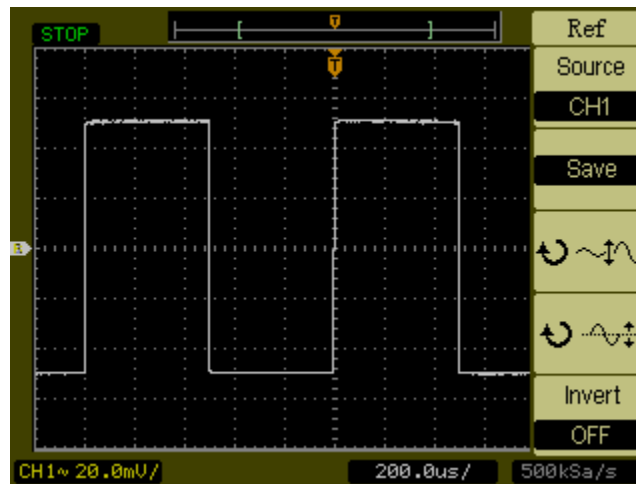 STOP
T
T
Ref
Source
CH1
Save
Invert
OFF
CH1~ 20.0mV/
200.0us/
500kSa/s